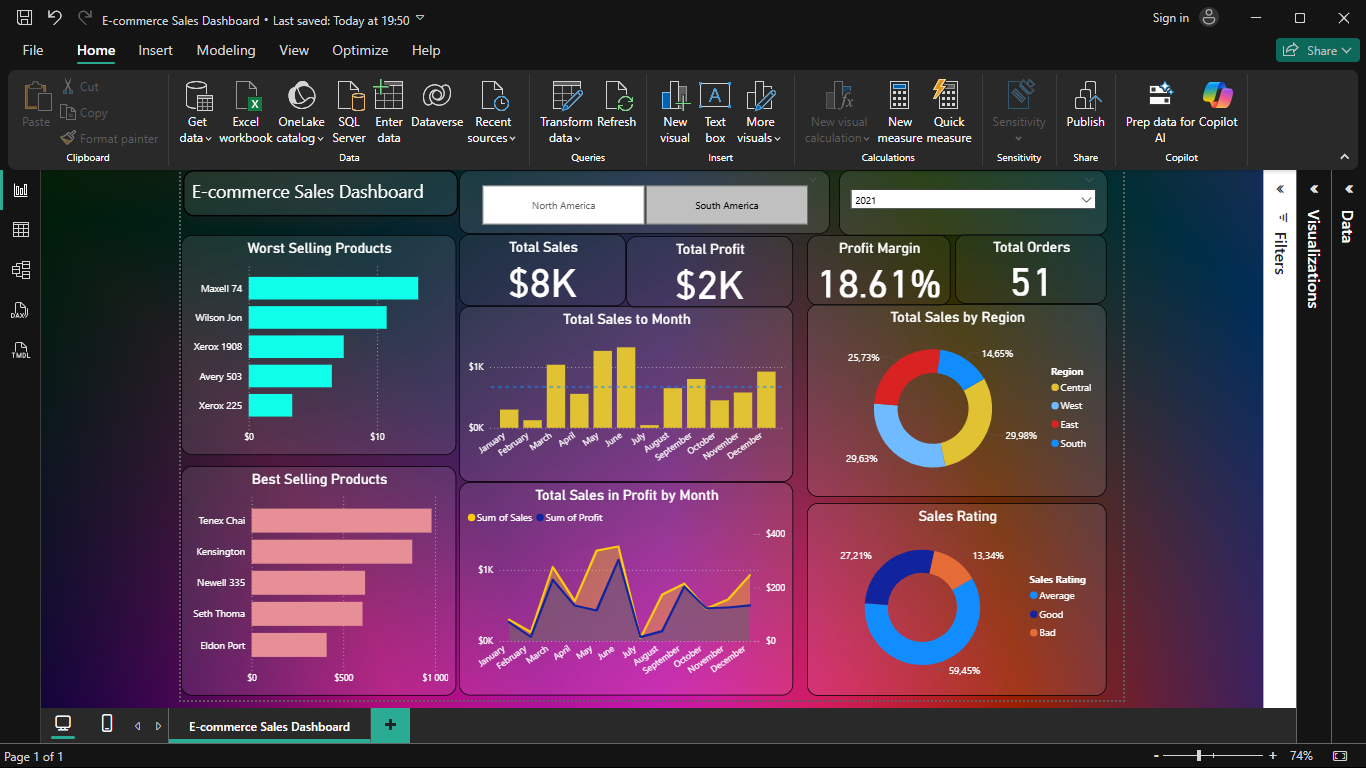 E-commerce Sales Dashboard • Last saved: Today at 19:50
Sign in
File Home Insert Modeling View Optimize Help
Share
Paste
Cut
Copy
Format painter
Clipboard
Get data
Excel workbook
OneLake catalog
SQL Server
Enter data
Dataverse
Recent sources
Data
Transform data
Refresh
Queries
New visual
Text box
More visuals
Insert
New visual calculation
New measure
Quick measure
Calculations
Sensitivity
Sensitivity
Publish
Share
Prep data for AI
Copilot
Copilot
DAX
TMDL
E-commerce Sales Dashboard
North America
South America
2021
Worst Selling Products
Maxell 74
Wilson Jon
Xerox 1908
Avery 503
Xerox 225
$0 $10
Best Selling Products
Tenex Chai
Kensington
Newell 335
Seth Thoma
Eldon Port
$0 $500 $1 000
Total Sales
$8K
Total Profit
$2K
Profit Margin
18.61%
Total Orders
51
Total Sales to Month
$1K
$0K
January February March April May June July August September October November December
Total Sales in Profit by Month
Sum of Sales Sum of Profit
$1K
$0K
$400
$200
$0
January February March April May June July August September October November December
Total Sales by Region
25,73%
14,65%
29,98%
29,63%
Region
Central
West
East
South
Sales Rating
27,21%
13,34%
59,45%
Sales Rating
Average
Good
Bad
Filters
Visualizations
Data
E-commerce Sales Dashboard
+
Page 1 of 1
- + 74%